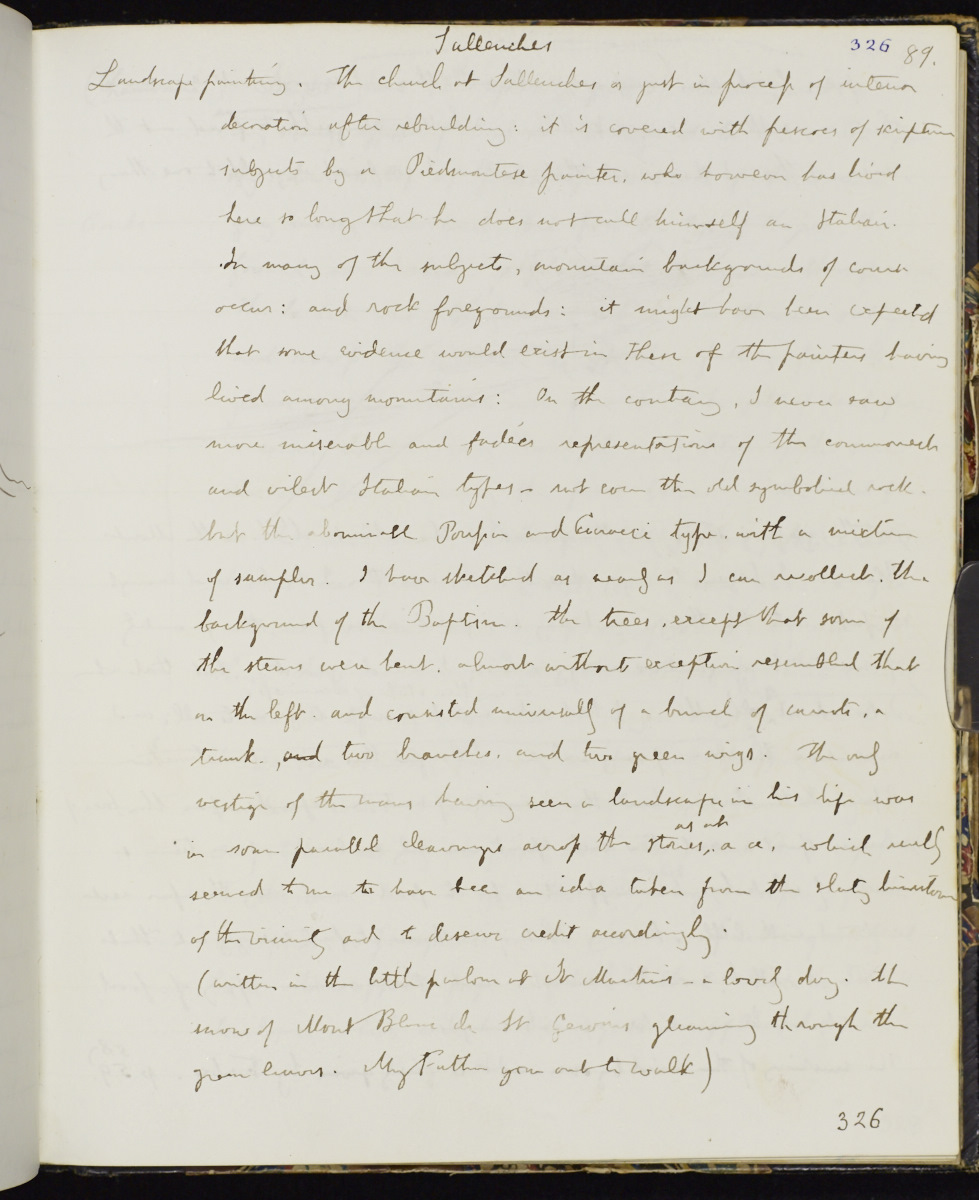 Sallenches
326 89.
Landscape painting. The church at Sallenches is just in process of interior
decoration after rebuilding: it is covered with frescoes of scripture
subjects by a Piedmontese painter, who however has lived
here so long that he does not call himself an Italian.
In many of the subjects, mountain backgrounds of course
occur: and rock foregrounds: it might have been expected
that some evidence would exist in these of the painters having
lived among mountains: On the contrary, I never saw
more miserable and fadées representations of the commonest
and vilest Italian types - not even the old symbolical rock.
but the abominable Poussin and Caracci type. with a mixture
of sampler. I have sketched as nearly as I can recollect. the
background of the Baptism. the trees, except that some of
the stems were bent, almost without exception resembled that
on the left. and consisted universally of a bunch of carrots, a
trunk, and two branches, and two green wigs. The only
vestige of the mans having seen a landscape in his life was
in some parallel cleavages across the stones, as at a a, which really
seemed to me to have been an idea taken from the slaty limestone
of the vicinity and to deserve credit accordingly.
(written in the little parlour at St Martins - a lovely day. the
snow of Mont Blanc de St Gervais gleaming through the
green leaves. My Father gone out to walk)
326